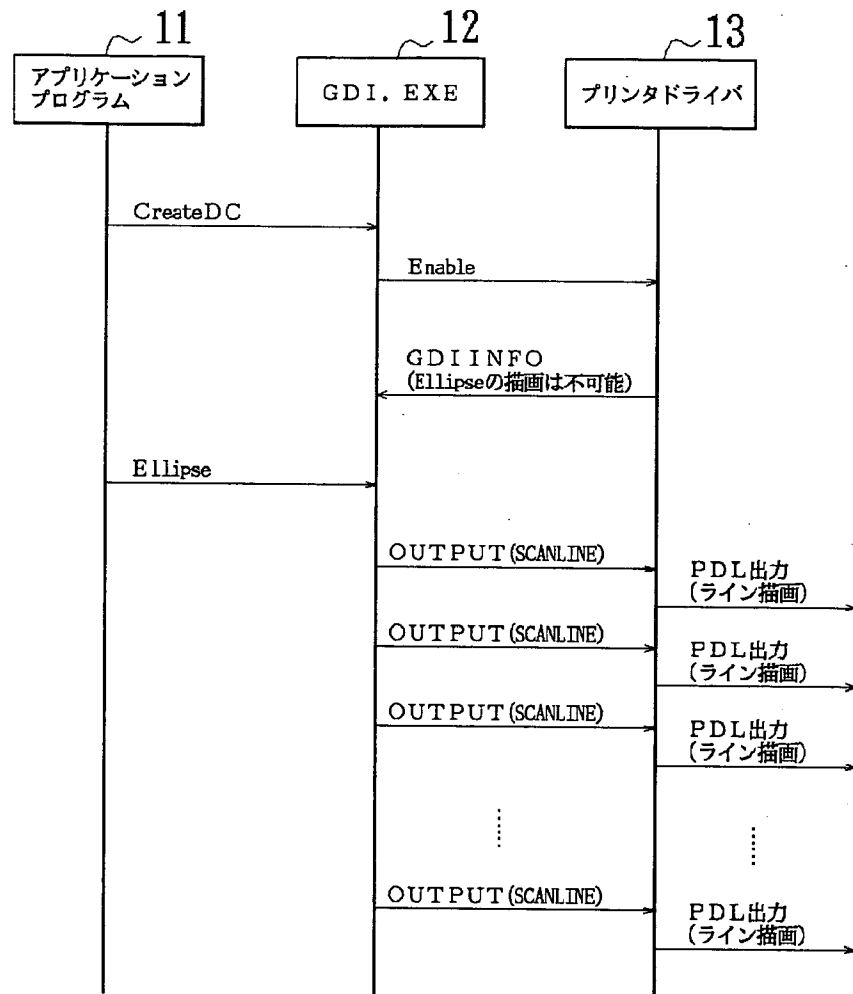 11
12
13
アプリケーション
プログラム
ＧＤＩ．ＥＸＥ
プリンタドライバ
CreateＤＣ
Enable
ＧＤＩＩＮＦＯ
(Ellipseの描画は不可能)
Ellipse
ＯＵＴＰＵＴ(SCANLINE)
ＰＤＬ出力
(ライン描画)
ＯＵＴＰＵＴ(SCANLINE)
ＰＤＬ出力
(ライン描画)
ＯＵＴＰＵＴ(SCANLINE)
ＰＤＬ出力
(ライン描画)
ＯＵＴＰＵＴ(SCANLINE)
ＰＤＬ出力
(ライン描画)